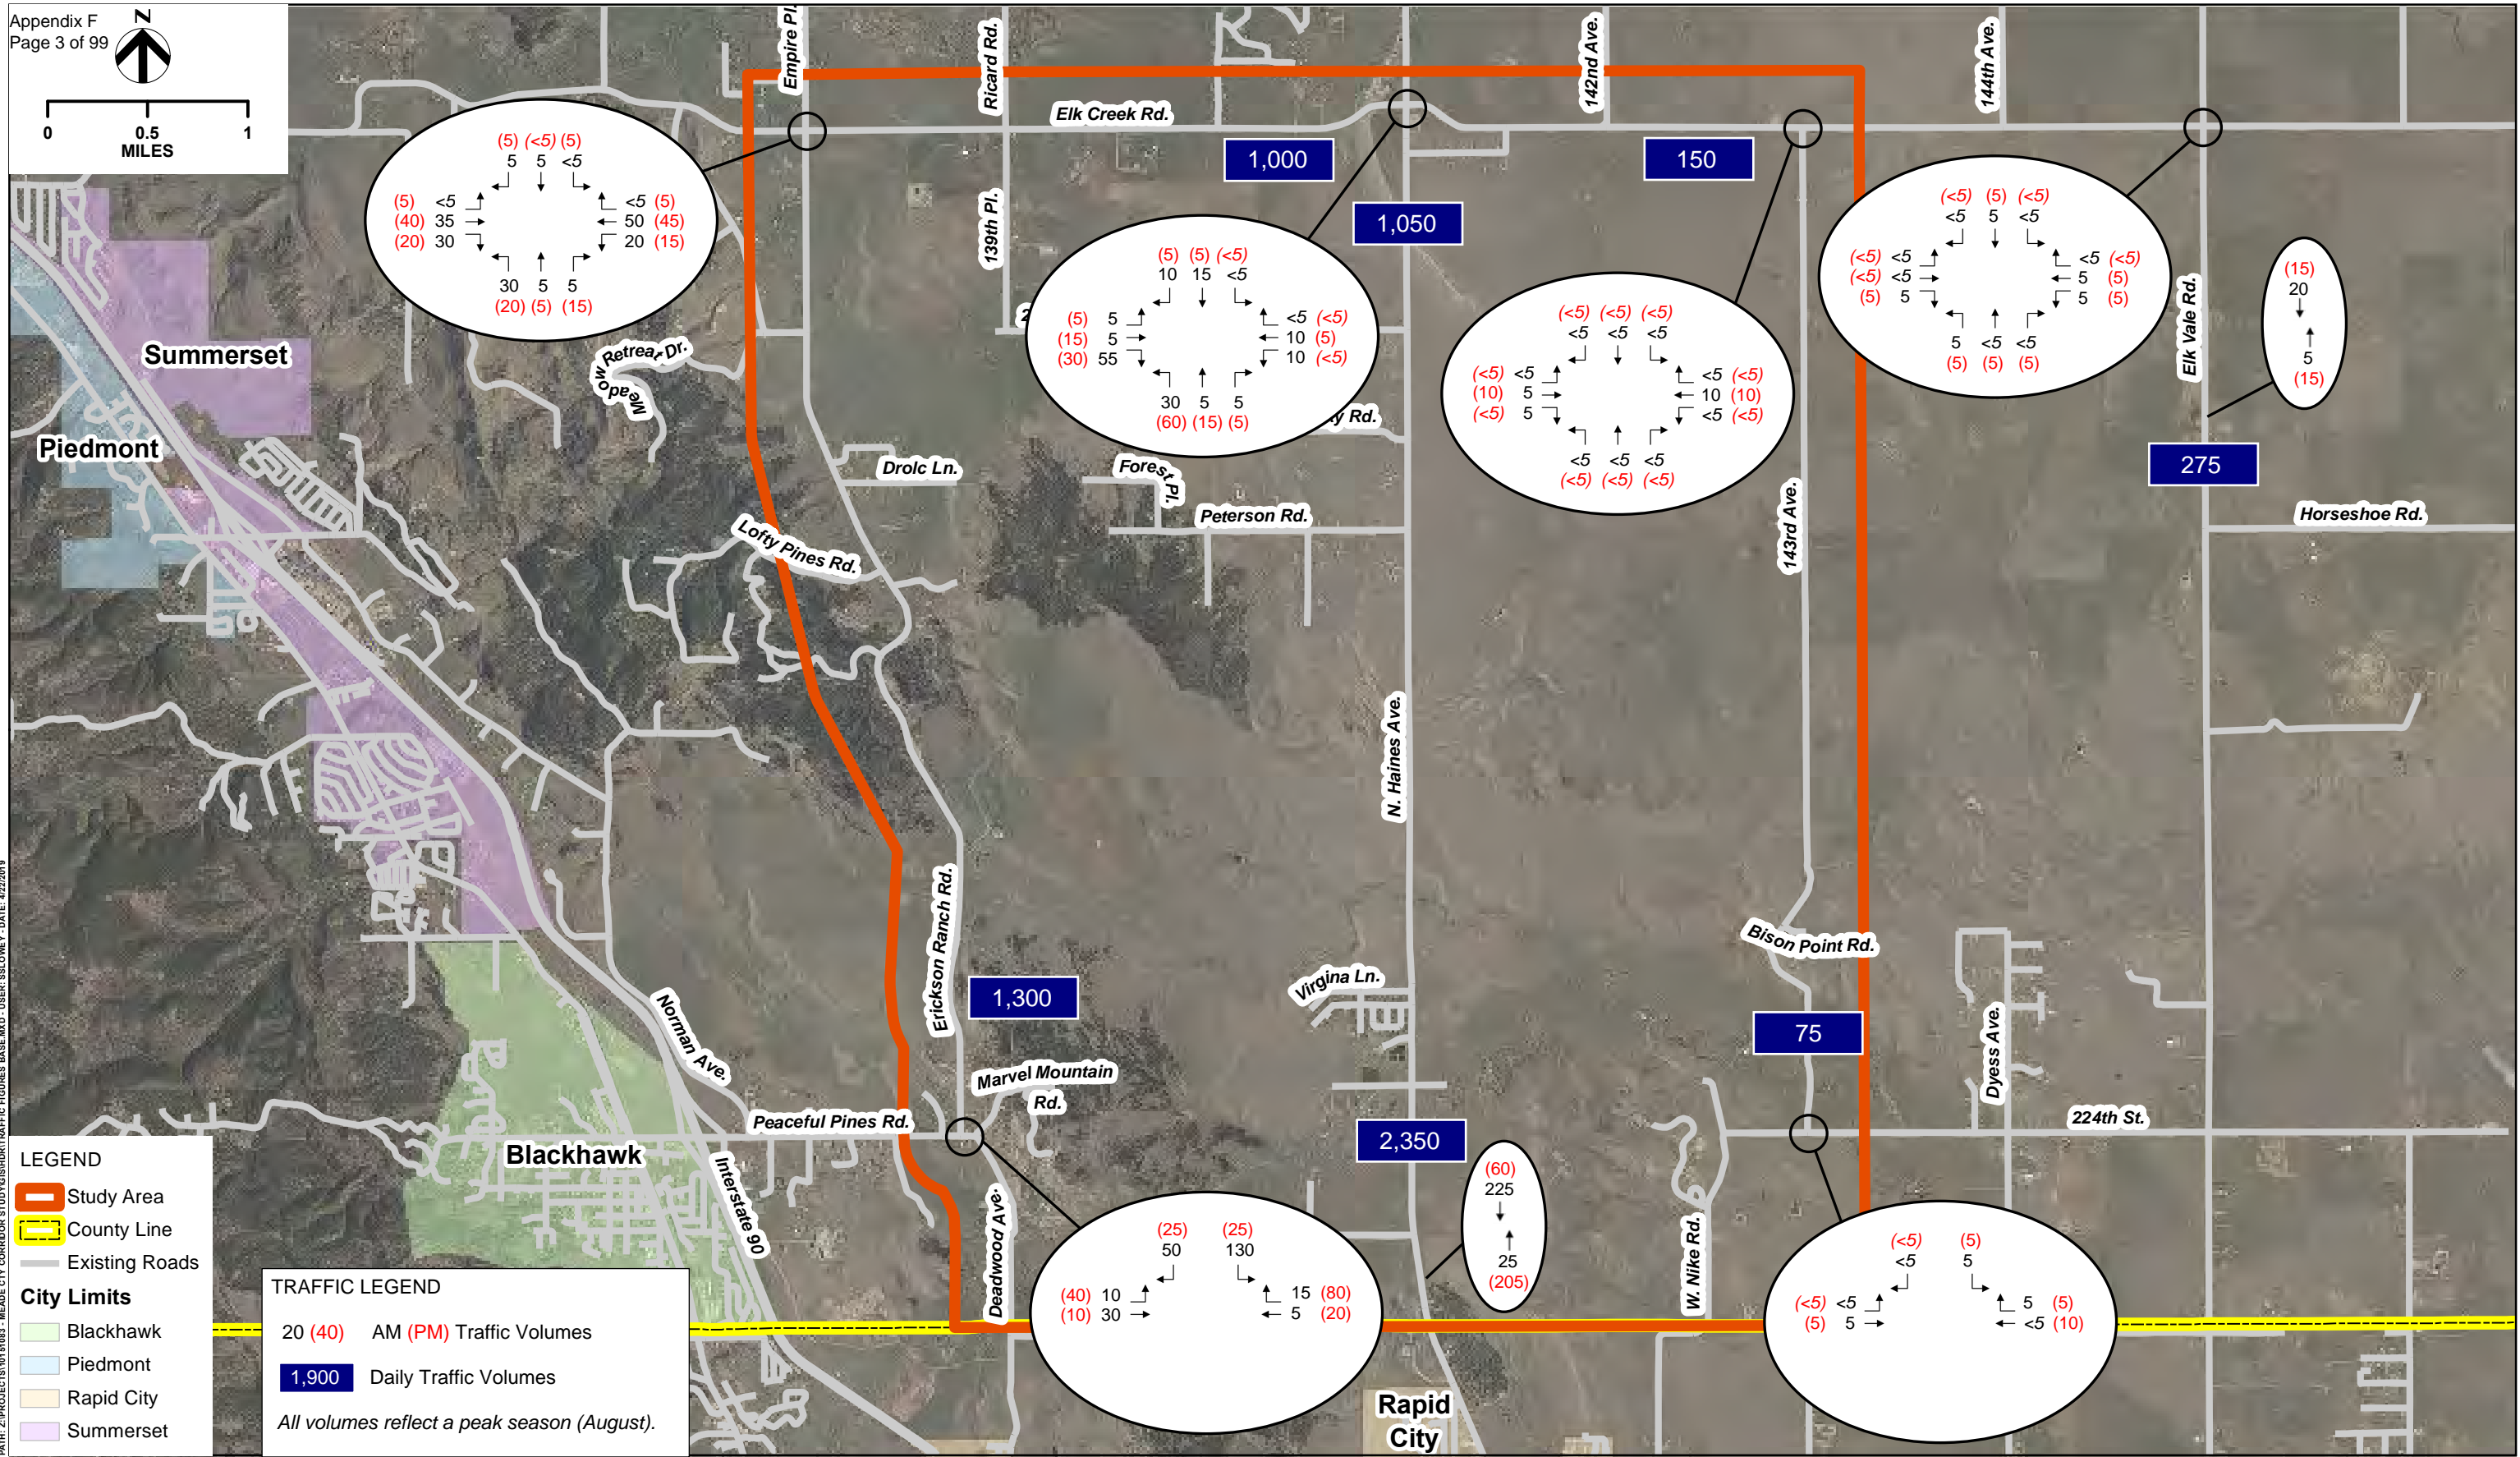 Appendix F
Page 3 of 99
N
0 0.5 1
MILES
Empire Pl.
Ricard Rd.
142nd Ave.
144th Ave.
Elk Creek Rd.
1,000
150
1,050
139th Pl.
(5) (<5) (5)
5 5 <5
(5) <5
<5 (5)
(40) 35
50 (45)
(20) 30
20 (15)
30 5 5
(20) (5) (15)
(5) (5) (<5)
10 15 <5
(5) 5
<5 (<5)
(15) 5
10 (5)
(30) 55
10 (<5)
30 5 5
(60) (15) (5)
(<5) (<5) (<5)
<5 <5 <5
(<5) <5
<5 (<5)
(10) 5
10 (10)
(<5) 5
<5 (<5)
<5 <5 <5
(<5) (<5) (<5)
(<5) (5) (<5)
<5 5 <5
(<5) <5
<5 (<5)
(<5) <5
5 (5)
(5) 5
5 (5)
5 <5 <5
(5) (5) (5)
Elk Vale Rd.
(15)
20
5
(15)
275
Summerset
Meadow Retreat Dr.
Piedmont
y Rd.
Drolc Ln.
Forest Pl.
Peterson Rd.
143rd Ave.
Horseshoe Rd.
Lofty Pines Rd.
N. Haines Ave.
Erickson Ranch Rd.
Bison Point Rd.
Virgina Ln.
1,300
75
Norman Ave.
Dyess Ave.
Marvel Mountain
Rd.
Peaceful Pines Rd.
224th St.
2,350
Blackhawk
Interstate 90
Deadwood Ave.
W. Nike Rd.
(60)
225
25
(205)
(25) (25)
50 130
(40) 10
15 (80)
(10) 30
5 (20)
(<5) (5)
<5 5
(<5) <5
5 (5)
(5) 5
<5 (10)
Rapid
City
LEGEND
Study Area
County Line
Existing Roads
City Limits
Blackhawk
Piedmont
Rapid City
Summerset
TRAFFIC LEGEND
20 (40) AM (PM) Traffic Volumes
1,900 Daily Traffic Volumes
All volumes reflect a peak season (August).